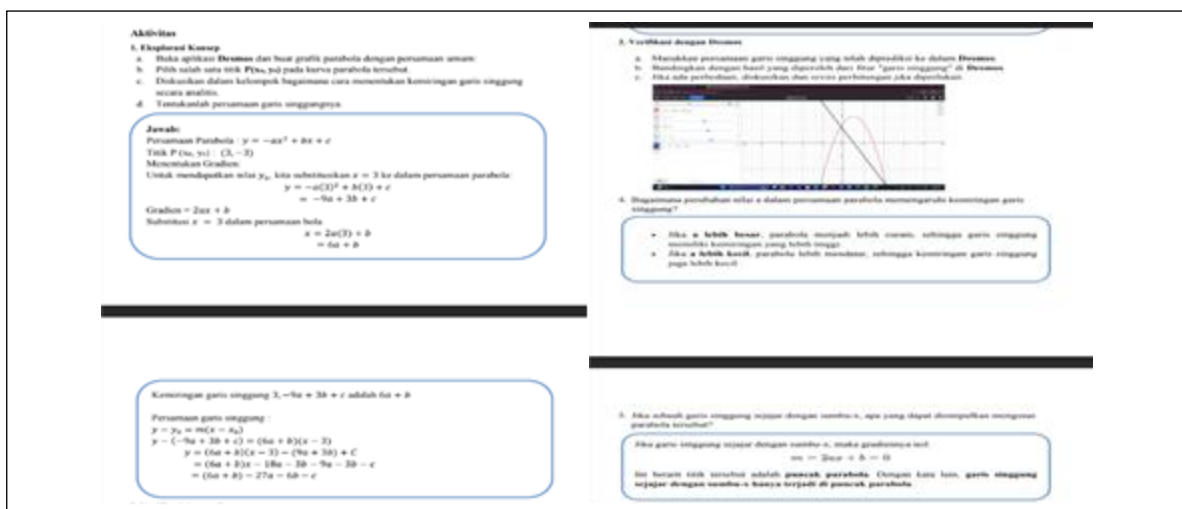 Aktivitas
1. Eksplorasi Konsep
a. Buka aplikasi Desmos dan buat grafik parabola dengan persamaan umum:
b. Pilih salah satu titik P(x₀, y₀) pada kurva parabola tersebut.
c. Diskusikan dalam kelompok bagaimana cara menentukan kemiringan garis singgung
secara analitis.
d. Tentukanlah persamaan garis singgungnya.
Jawab:
Persamaan Parabola : y = −ax² + bx + c
Titik P (x₀, y₀) : (3, −3)
Menentukan Gradien:
Untuk mendapatkan nilai y₀, kita substitusikan x = 3 ke dalam persamaan parabola:
y = −a(3)² + b(3) + c
= −9a + 3b + c
Gradien = 2ax + b
Substitusi x = 3 dalam persamaan
x = 2a(3) + b
= 6a + b
Kemiringan garis singgung 3, −9a + 3b + c adalah 6a + b
Persamaan garis singgung :
y − y₀ = m(x − x₀)
y − (−9a + 3b + c) = (6a + b)(x − 3)
y = (6a + b)(x − 3) − (9a + 3b) + C
= (6a + b)x − 18a − 3b − 9a − 3b − c
= (6a + b) − 27a − 6b − c
Verifikasi dengan Desmos
a. Masukkan persamaan garis singgung yang telah diprediksi ke dalam Desmos.
b. Bandingkan dengan hasil yang diperoleh dari fitur "garis singgung" di Desmos.
c. Jika ada perbedaan, diskusikan dan revisi perhitungan jika diperlukan.
4. Bagaimana perubahan nilai a dalam persamaan parabola memengaruhi kemiringan garis
singgung?
• Jika a lebih besar, parabola menjadi lebih curam, sehingga garis singgung
memiliki kemiringan yang lebih tinggi.
• Jika a lebih kecil, parabola lebih mendatar, sehingga kemiringan garis singgung
juga lebih kecil.
5. Jika sebuah garis singgung sejajar dengan sumbu-x, apa yang dapat disimpulkan mengenai
parabola tersebut?
Jika garis singgung sejajar dengan sumbu-x, maka gradiennya nol:
m = 2ax + b = 0
Ini berarti titik tersebut adalah puncak parabola. Dengan kata lain, garis singgung
sejajar dengan sumbu-x hanya terjadi di puncak parabola.